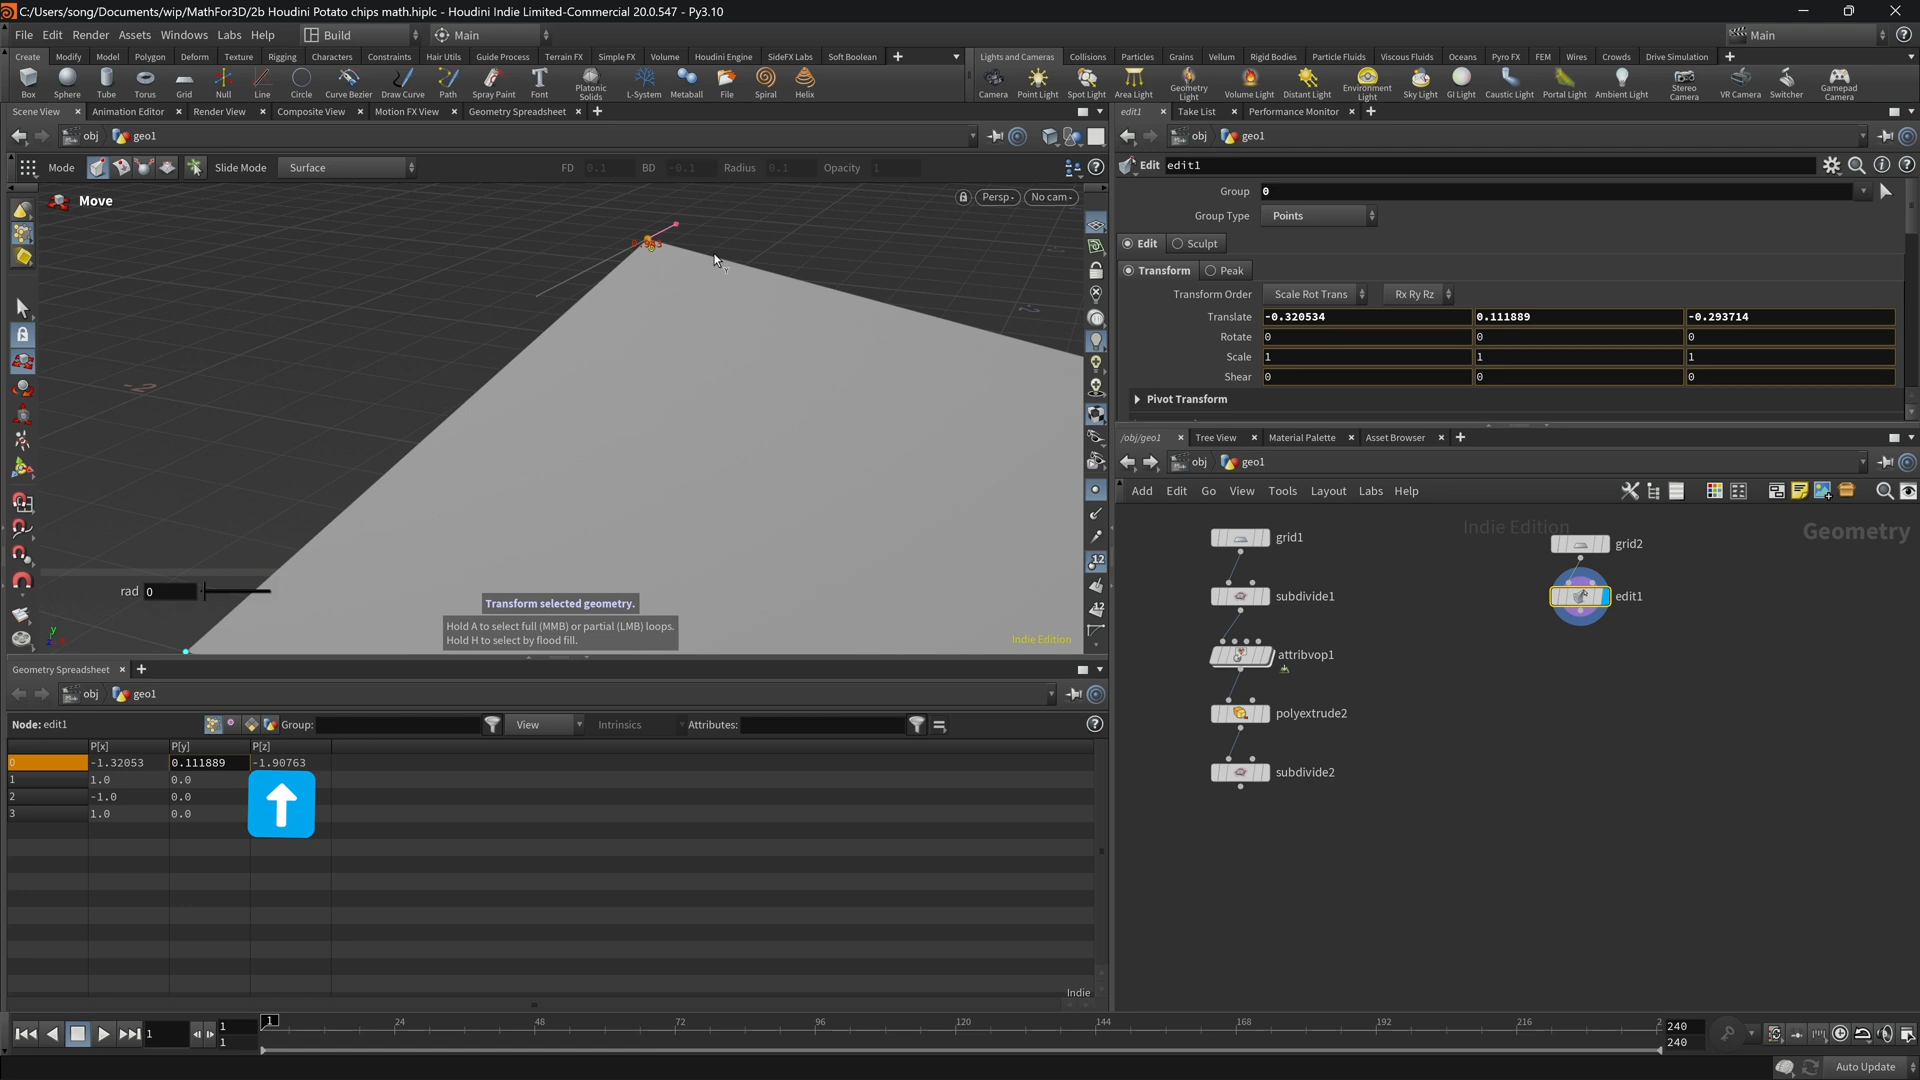 C:/Users/song/Documents/wip/MathFor3D/2b Houdini Potato chips math.hiplc - Houdini Indie Limited-Commercial 20.0.547 - Py3.10
File Edit Render Assets Windows Labs Help Build Main Main
Create Modify Model Polygon Deform Texture Rigging Characters Constraints Hair Utils Guide Process Terrain FX Simple FX Volume Houdini Engine SideFX Labs Soft Boolean
Box Sphere Tube Torus Grid Null Line Circle Curve Bezier Draw Curve Path Spray Paint Font Platonic Solids L-System Metaball File Spiral Helix
Lights and Cameras Collisions Particles Grains Vellum Rigid Bodies Particle Fluids Viscous Fluids Oceans Pyro FX FEM Wires Crowds Drive Simulation
Camera Point Light Spot Light Area Light Geometry Light Volume Light Distant Light Environment Light Sky Light GI Light Caustic Light Portal Light Ambient Light Stereo Camera VR Camera Switcher Gamepad Camera
Scene View Animation Editor Render View Composite View Motion FX View Geometry Spreadsheet
obj geo1
Mode Slide Mode Surface FD 0.1 BD -0.1 Radius 0.1 Opacity 1
Move
Persp No cam
rad 0
Transform selected geometry.
Hold A to select full (MMB) or partial (LMB) loops.
Hold H to select by flood fill.
Indie Edition
edit1 Take List Performance Monitor
obj geo1
Edit edit1
Group 0
Group Type Points
Edit Sculpt
Transform Peak
Transform Order Scale Rot Trans Rx Ry Rz
Translate -0.320534 0.111889 -0.293714
Rotate 0 0 0
Scale 1 1 1
Shear 0 0 0
Pivot Transform
/obj/geo1 Tree View Material Palette Asset Browser
obj geo1
Add Edit Go View Tools Layout Labs Help
Indie Edition
Geometry
grid1
subdivide1
attribvop1
polyextrude2
subdivide2
grid2
edit1
Geometry Spreadsheet
obj geo1
Node: edit1 Group: View Intrinsics Attributes:
P[x] P[y] P[z]
0 -1.32053 0.111889 -1.90763
1 1.0 0.0
2 -1.0 0.0
3 1.0 0.0
Indie
1 1 1 1 24 48 72 96 120 144 168 192 216 2 240 240
Auto Update